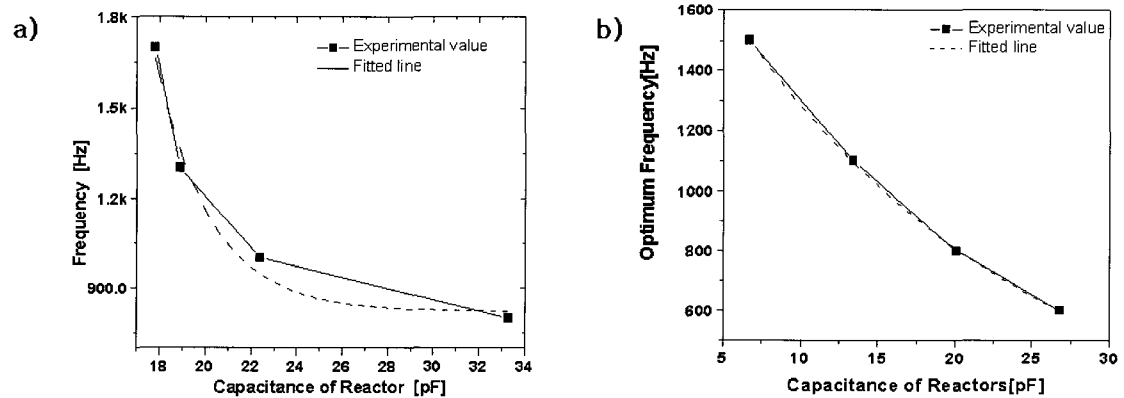 a)
1.8k
1.5k
1.2k
900.0
Frequency [Hz]
Experimental value
Fitted line
18 20 22 24 26 28 30 32 34
Capacitance of Reactor [pF]
b)
1600
1400
1200
1000
800
600
Optimum Frequency[Hz]
Experimental value
Fitted line
5 10 15 20 25 30
Capacitance of Reactors[pF]